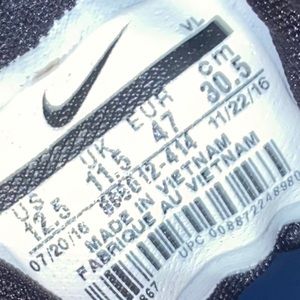 VL
US UK EUR cm
12.5 11.5 47 30.5
07/20/16 11/22/16
MADE IN VIETNAM
FABRIQUE AU VIETNAM
UPC